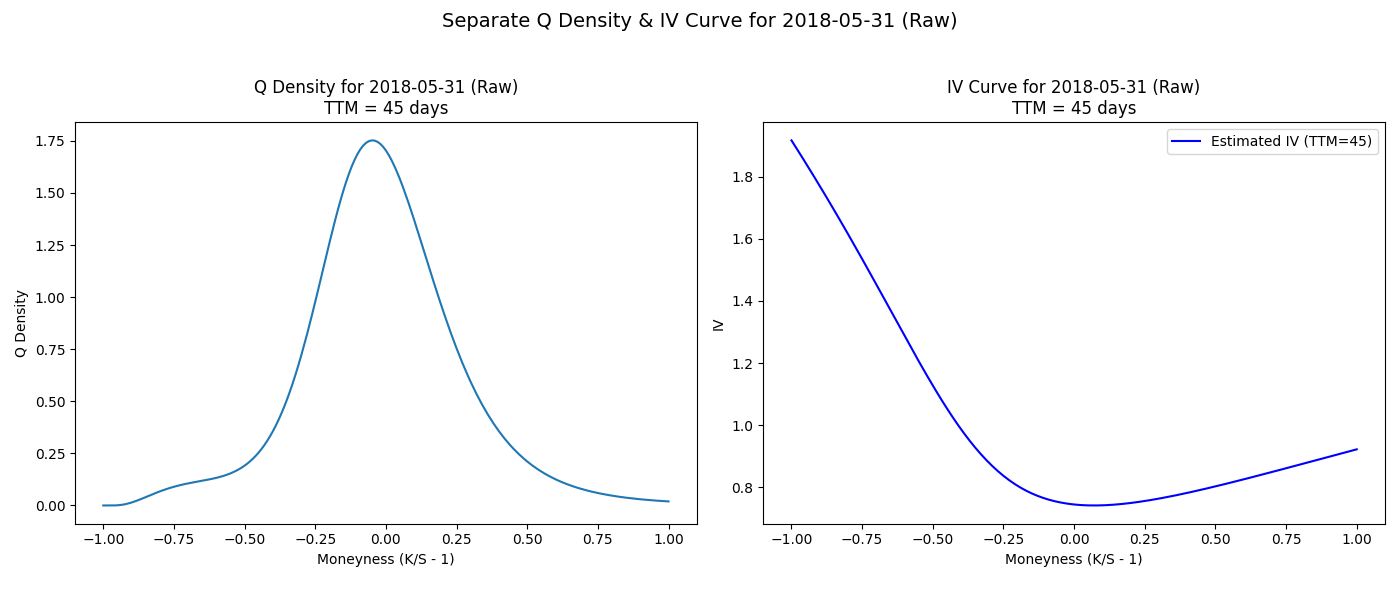 Separate Q Density & IV Curve for 2018-05-31 (Raw)
Q Density for 2018-05-31 (Raw)
TTM = 45 days
1.75
1.50
1.25
1.00
0.75
0.50
0.25
0.00
Q Density
−1.00 −0.75 −0.50 −0.25 0.00 0.25 0.50 0.75 1.00
Moneyness (K/S - 1)
IV Curve for 2018-05-31 (Raw)
TTM = 45 days
Estimated IV (TTM=45)
1.8
1.6
1.4
1.2
1.0
0.8
IV
−1.00 −0.75 −0.50 −0.25 0.00 0.25 0.50 0.75 1.00
Moneyness (K/S - 1)